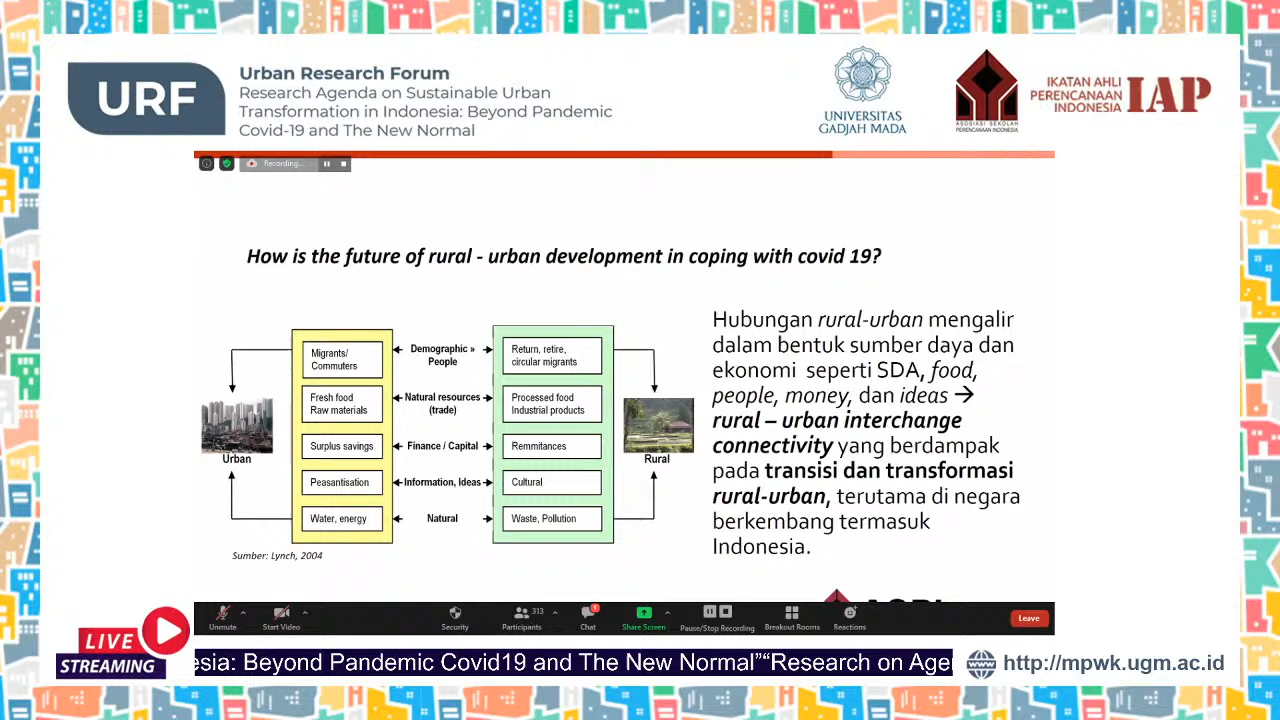 URF
Urban Research Forum
Research Agenda on Sustainable Urban
Transformation in Indonesia: Beyond Pandemic
Covid-19 and The New Normal
UNIVERSITAS
GADJAH MADA
ASOSIASI SEKOLAH
PERENCANAAN INDONESIA
IKATAN AHLI
PERENCANAAN
INDONESIA
IAP
Recording...
How is the future of rural - urban development in coping with covid 19?
Migrants/
Commuters
Demographic »
People
Return, retire,
circular migrants
Fresh food
Raw materials
Natural resources
(trade)
Processed food
Industrial products
Surplus savings
Finance / Capital
Remmitances
Urban
Rural
Peasantisation
Information, Ideas
Cultural
Water, energy
Natural
Waste, Pollution
Sumber: Lynch, 2004
Hubungan rural-urban mengalir
dalam bentuk sumber daya dan
ekonomi seperti SDA, food,
people, money, dan ideas →
rural – urban interchange
connectivity yang berdampak
pada transisi dan transformasi
rural-urban, terutama di negara
berkembang termasuk
Indonesia.
Unmute
Start Video
Security
313
Participants
1
Chat
Share Screen
Pause/Stop Recording
Breakout Rooms
Reactions
Leave
LIVE
STREAMING
esia: Beyond Pandemic Covid19 and The New Normal”“Research on Age
http://mpwk.ugm.ac.id